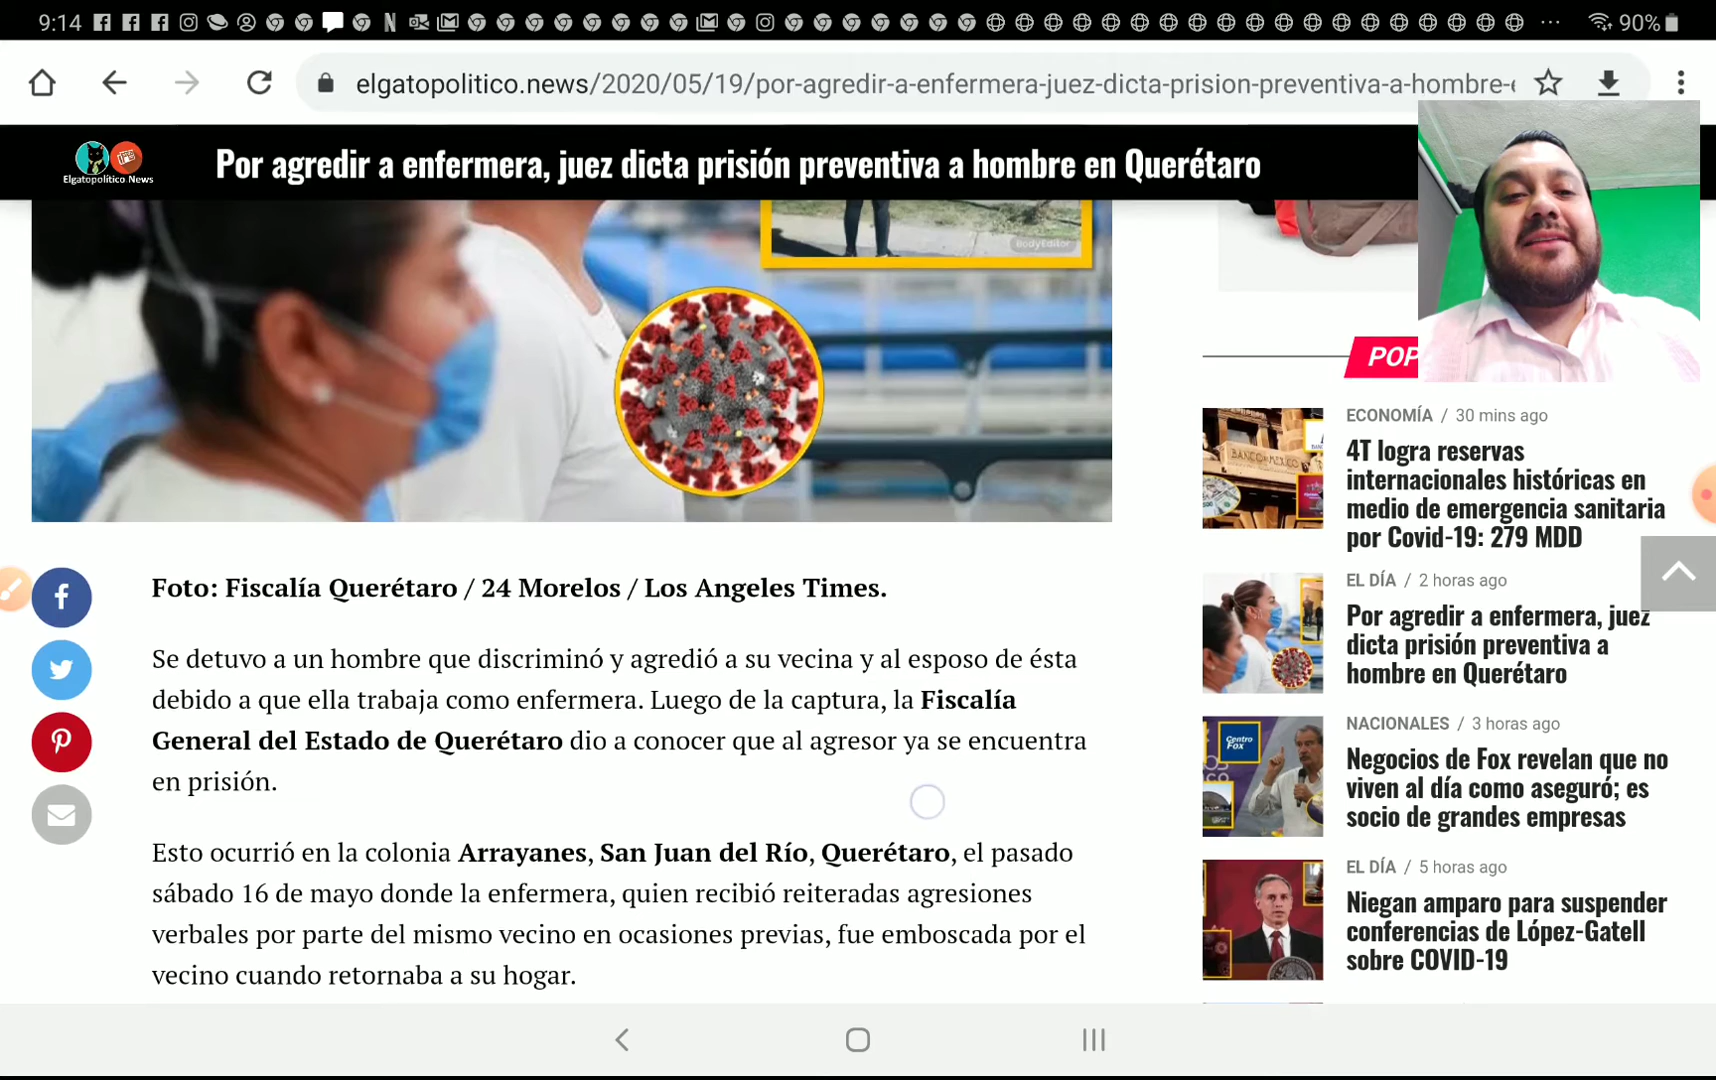 9:14
90%
elgatopolitico.news/2020/05/19/por-agredir-a-enfermera-juez-dicta-prision-preventiva-a-hombre-e
Elgatopolítico.News
Por agredir a enfermera, juez dicta prisión preventiva a hombre en Querétaro
BodyEditor
Foto: Fiscalía Querétaro / 24 Morelos / Los Angeles Times.
Se detuvo a un hombre que discriminó y agredió a su vecina y al esposo de ésta
debido a que ella trabaja como enfermera. Luego de la captura, la Fiscalía
General del Estado de Querétaro dio a conocer que al agresor ya se encuentra
en prisión.
Esto ocurrió en la colonia Arrayanes, San Juan del Río, Querétaro, el pasado
sábado 16 de mayo donde la enfermera, quien recibió reiteradas agresiones
verbales por parte del mismo vecino en ocasiones previas, fue emboscada por el
vecino cuando retornaba a su hogar.
POP
BANCO DE MEXICO
ECONOMÍA / 30 mins ago
4T logra reservas
internacionales históricas en
medio de emergencia sanitaria
por Covid-19: 279 MDD
EL DÍA / 2 horas ago
Por agredir a enfermera, juez
dicta prisión preventiva a
hombre en Querétaro
Centro
Fox
NACIONALES / 3 horas ago
Negocios de Fox revelan que no
viven al día como aseguró; es
socio de grandes empresas
EL DÍA / 5 horas ago
Niegan amparo para suspender
conferencias de López-Gatell
sobre COVID-19